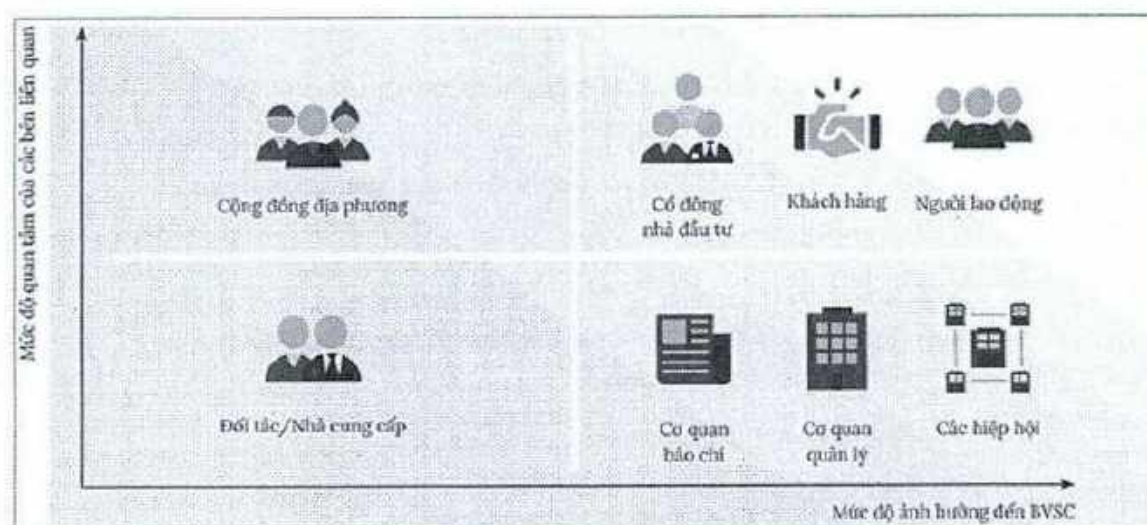 Mức độ quan tâm của các bên liên quan
Cộng đồng địa phương
Cổ đông
nhà đầu tư
Khách hàng
Người lao động
Đối tác/Nhà cung cấp
Cơ quan
báo chí
Cơ quan
quản lý
Các hiệp hội
Mức độ ảnh hưởng đến BVSC